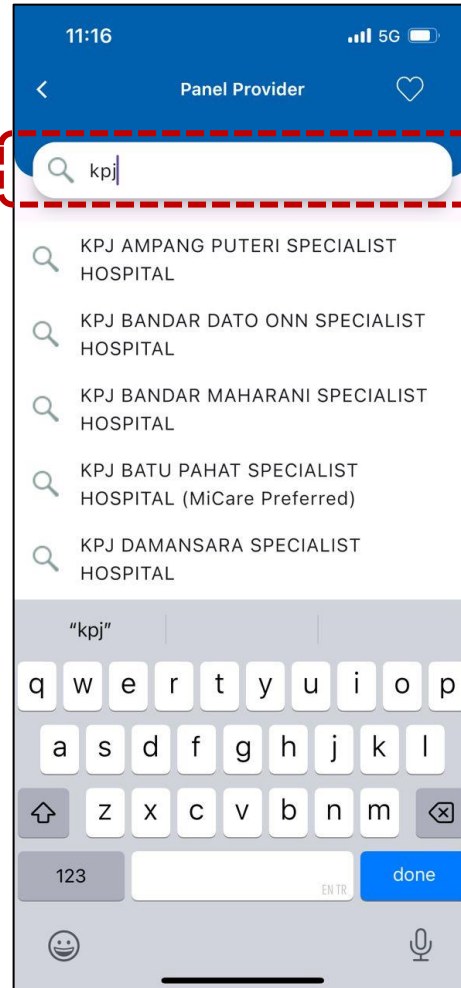 11:16
5G
Panel Provider
kpj
KPJ AMPANG PUTERI SPECIALIST
HOSPITAL
KPJ BANDAR DATO ONN SPECIALIST
HOSPITAL
KPJ BANDAR MAHARANI SPECIALIST
HOSPITAL
KPJ BATU PAHAT SPECIALIST
HOSPITAL (MiCare Preferred)
KPJ DAMANSARA SPECIALIST
HOSPITAL
“kpj”
q w e r t y u i o p
a s d f g h j k l
z x c v b n m
123 EN TR done